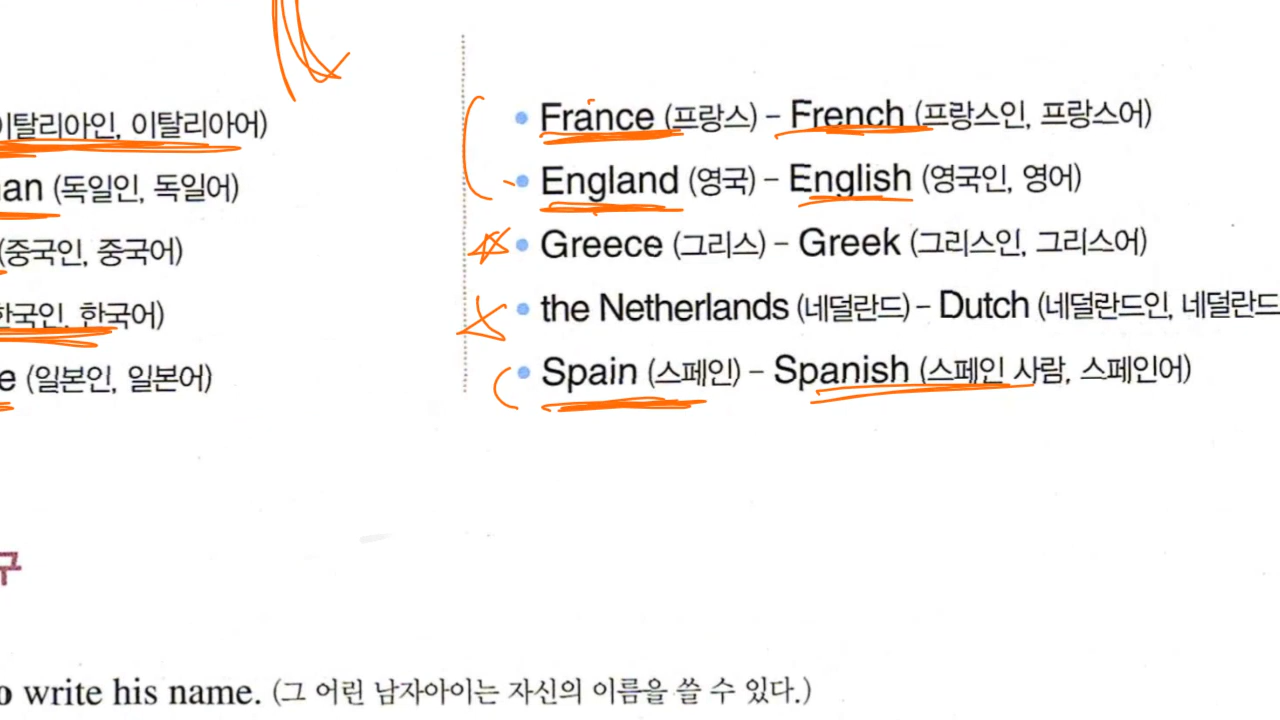 이탈리아인, 이탈리아어)
an (독일인, 독일어)
(중국인, 중국어)
한국인, 한국어)
e (일본인, 일본어)
• France (프랑스) – French (프랑스인, 프랑스어)
• England (영국) – English (영국인, 영어)
• Greece (그리스) – Greek (그리스인, 그리스어)
• the Netherlands (네덜란드) – Dutch (네덜란드인, 네덜란드
• Spain (스페인) – Spanish (스페인 사람, 스페인어)
구
o write his name. (그 어린 남자아이는 자신의 이름을 쓸 수 있다.)